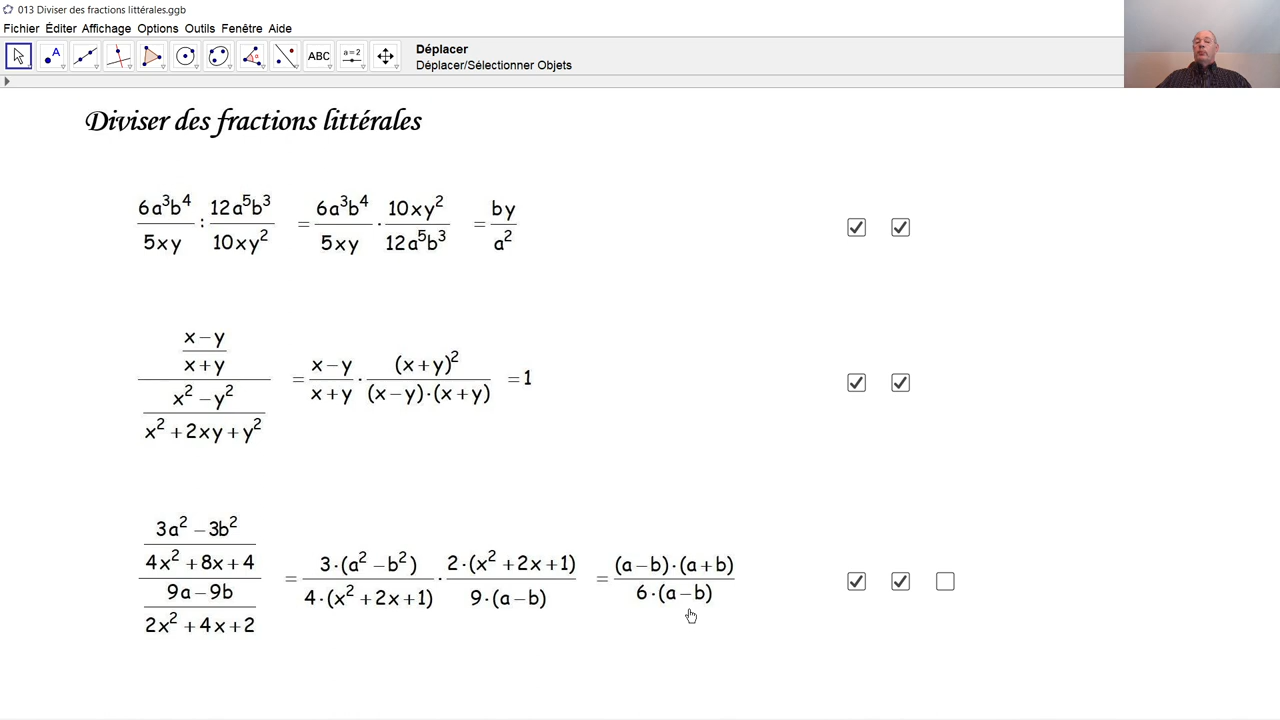 013 Diviser des fractions littérales.ggb
Fichier Éditer Affichage Options Outils Fenêtre Aide
A ABC a=2 Déplacer
Déplacer/Sélectionner Objets
Diviser des fractions littérales
6a³b⁴/5xy : 12a⁵b³/10xy² = 6a³b⁴/5xy · 10xy²/12a⁵b³ = by/a²
(x−y)/(x+y) / (x²−y²)/(x²+2xy+y²) = (x−y)/(x+y) · (x+y)²/((x−y)·(x+y)) = 1
(3a²−3b²)/(4x²+8x+4) / (9a−9b)/(2x²+4x+2) = 3·(a²−b²)/(4·(x²+2x+1)) · 2·(x²+2x+1)/(9·(a−b)) = (a−b)·(a+b)/(6·(a−b))